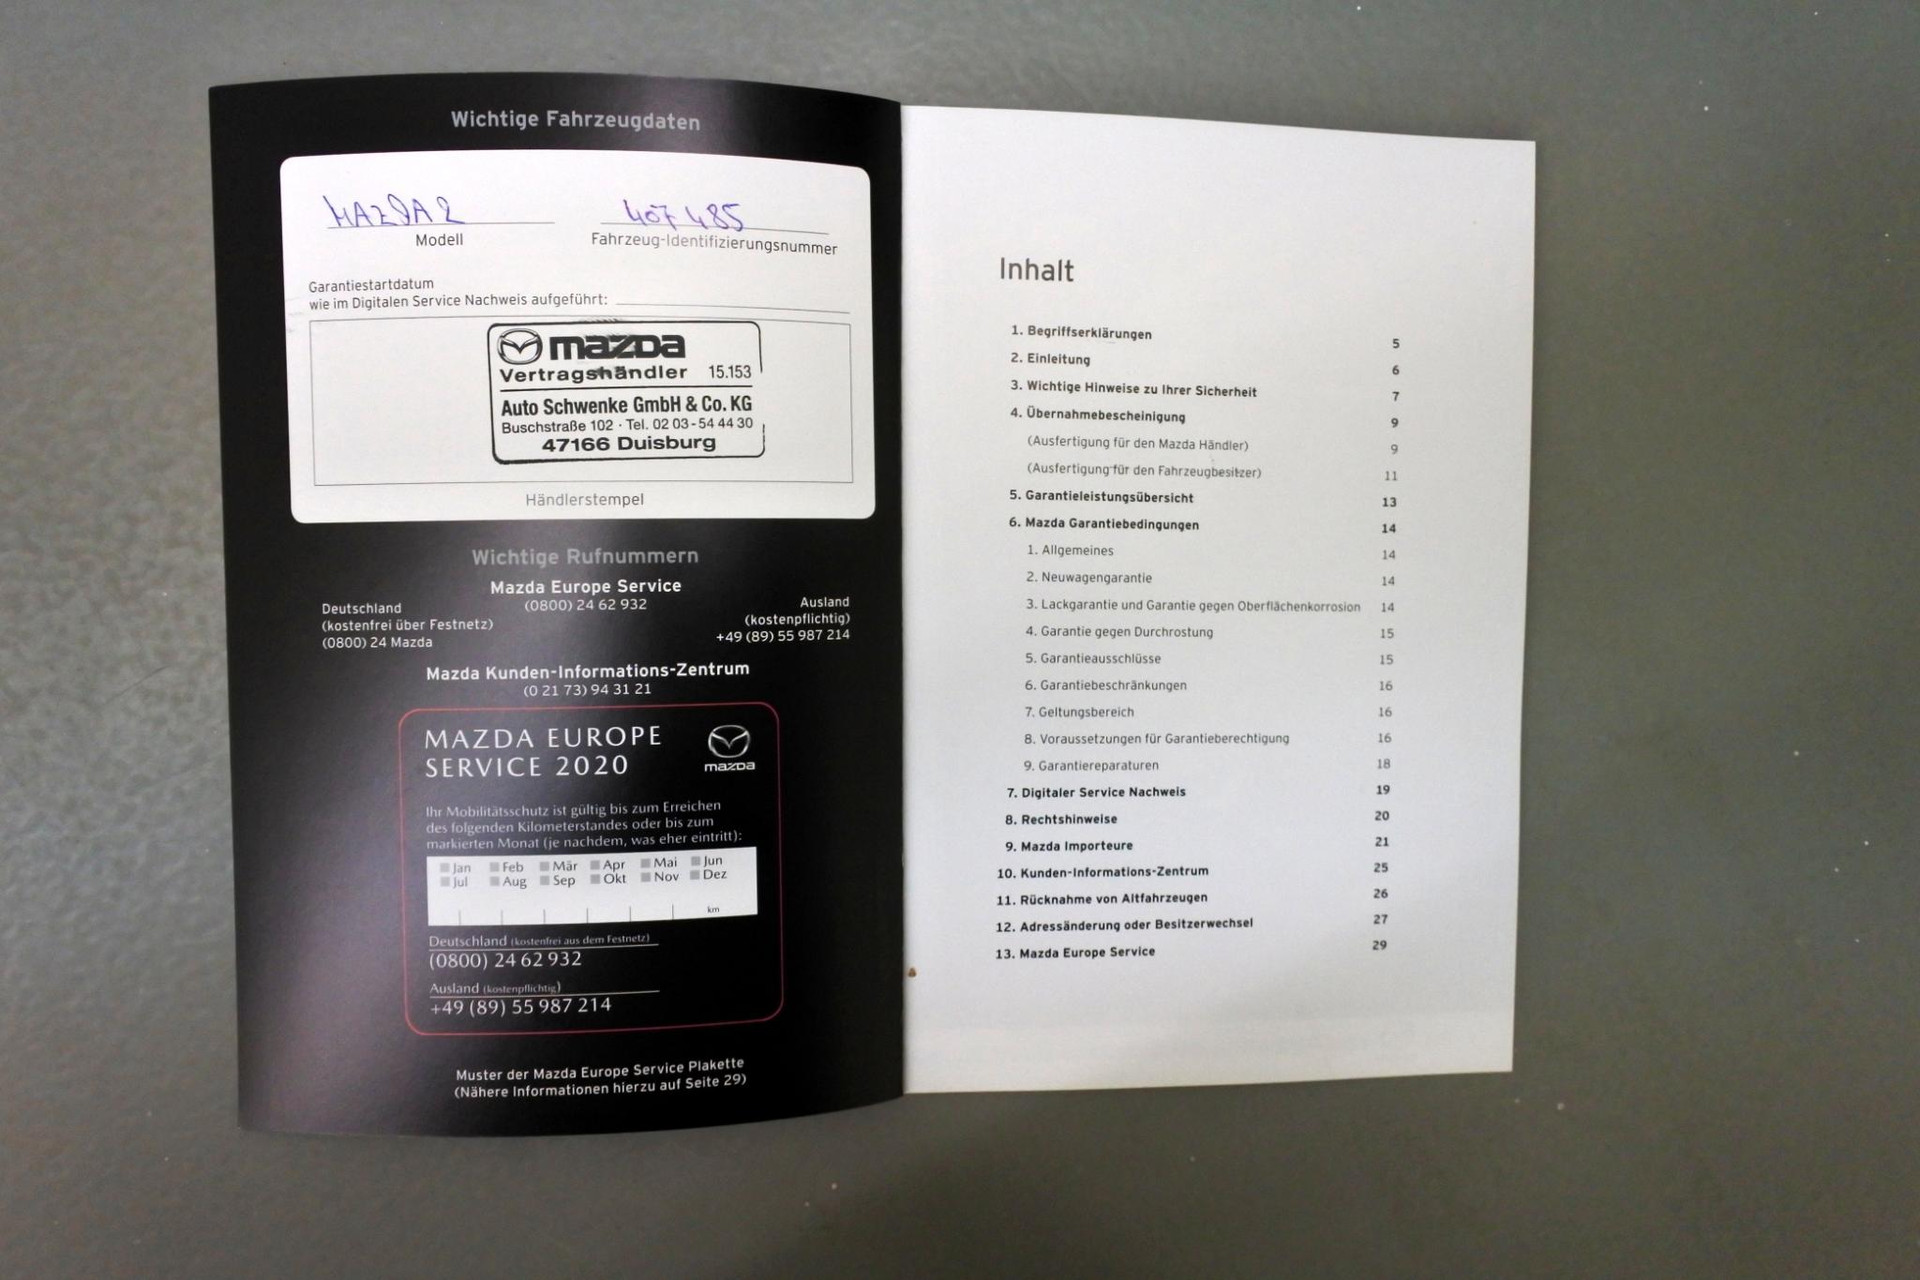 Wichtige Fahrzeugdaten
MAZDA 2
407 485
Modell
Fahrzeug-Identifizierungsnummer
Garantiestartdatum
wie im Digitalen Service Nachweis aufgeführt:
mazda
Vertragshändler 15.153
Auto Schwenke GmbH & Co. KG
Buschstraße 102 · Tel. 02 03 - 54 44 30
47166 Duisburg
Händlerstempel
Wichtige Rufnummern
Mazda Europe Service
(0800) 24 62 932
Deutschland
(kostenfrei über Festnetz)
(0800) 24 Mazda
Ausland
(kostenpflichtig)
+49 (89) 55 987 214
Mazda Kunden-Informations-Zentrum
(0 21 73) 94 31 21
MAZDA EUROPE
SERVICE 2020
mazda
Ihr Mobilitätsschutz ist gültig bis zum Erreichen
des folgenden Kilometerstandes oder bis zum
markierten Monat (je nachdem, was eher eintritt):
Jan Feb Mär Apr Mai Jun
Jul Aug Sep Okt Nov Dez
km
Deutschland (kostenfrei aus dem Festnetz)
(0800) 24 62 932
Ausland (kostenpflichtig)
+49 (89) 55 987 214
Muster der Mazda Europe Service Plakette
(Nähere Informationen hierzu auf Seite 29)
Inhalt
1. Begriffserklärungen 5
2. Einleitung 6
3. Wichtige Hinweise zu Ihrer Sicherheit 7
4. Übernahmebescheinigung 9
(Ausfertigung für den Mazda Händler) 9
(Ausfertigung für den Fahrzeugbesitzer) 11
5. Garantieleistungsübersicht 13
6. Mazda Garantiebedingungen 14
1. Allgemeines 14
2. Neuwagengarantie 14
3. Lackgarantie und Garantie gegen Oberflächenkorrosion 14
4. Garantie gegen Durchrostung 15
5. Garantieausschlüsse 15
6. Garantiebeschränkungen 16
7. Geltungsbereich 16
8. Voraussetzungen für Garantieberechtigung 16
9. Garantiereparaturen 18
7. Digitaler Service Nachweis 19
8. Rechtshinweise 20
9. Mazda Importeure 21
10. Kunden-Informations-Zentrum 25
11. Rücknahme von Altfahrzeugen 26
12. Adressänderung oder Besitzerwechsel 27
13. Mazda Europe Service 29